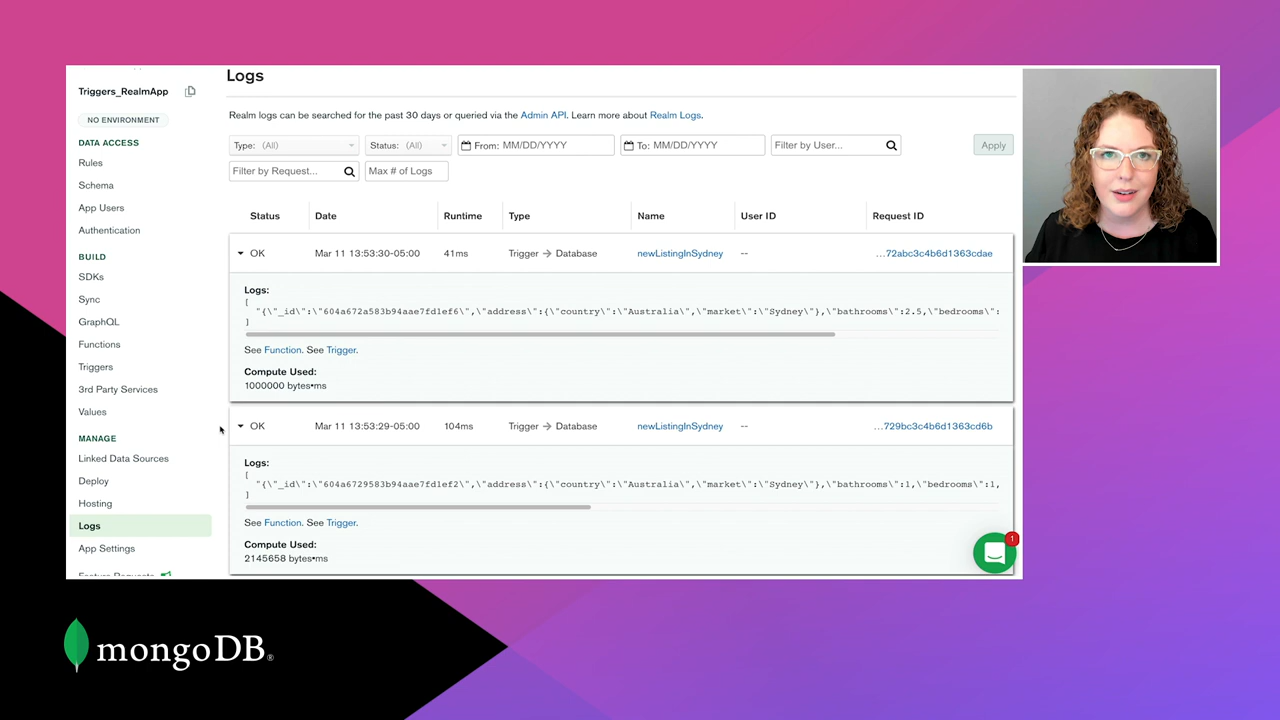 Triggers_RealmApp
NO ENVIRONMENT
DATA ACCESS
Rules
Schema
App Users
Authentication
BUILD
SDKs
Sync
GraphQL
Functions
Triggers
3rd Party Services
Values
MANAGE
Linked Data Sources
Deploy
Hosting
Logs
App Settings
Feature Requests
Logs
Realm logs can be searched for the past 30 days or queried via the Admin API. Learn more about Realm Logs.
Type: (All) Status: (All) From: MM/DD/YYYY To: MM/DD/YYYY Filter by User... Apply
Filter by Request... Max # of Logs
Status Date Runtime Type Name User ID Request ID
OK Mar 11 13:53:30-05:00 41ms Trigger → Database newListingInSydney -- ...72abc3c4b6d1363cdae
Logs:
[
"{\"_id\":\"604a672a583b94aae7fd1ef6\",\"address\":{\"country\":\"Australia\",\"market\":\"Sydney\"},\"bathrooms\":2.5,\"bedrooms\":
]
See Function. See Trigger.
Compute Used:
1000000 bytes•ms
OK Mar 11 13:53:29-05:00 104ms Trigger → Database newListingInSydney -- ...729bc3c4b6d1363cd6b
Logs:
[
"{\"_id\":\"604a6729583b94aae7fd1ef2\",\"address\":{\"country\":\"Australia\",\"market\":\"Sydney\"},\"bathrooms\":1,\"bedrooms\":1,
]
See Function. See Trigger.
Compute Used:
2145658 bytes•ms
1
mongoDB®